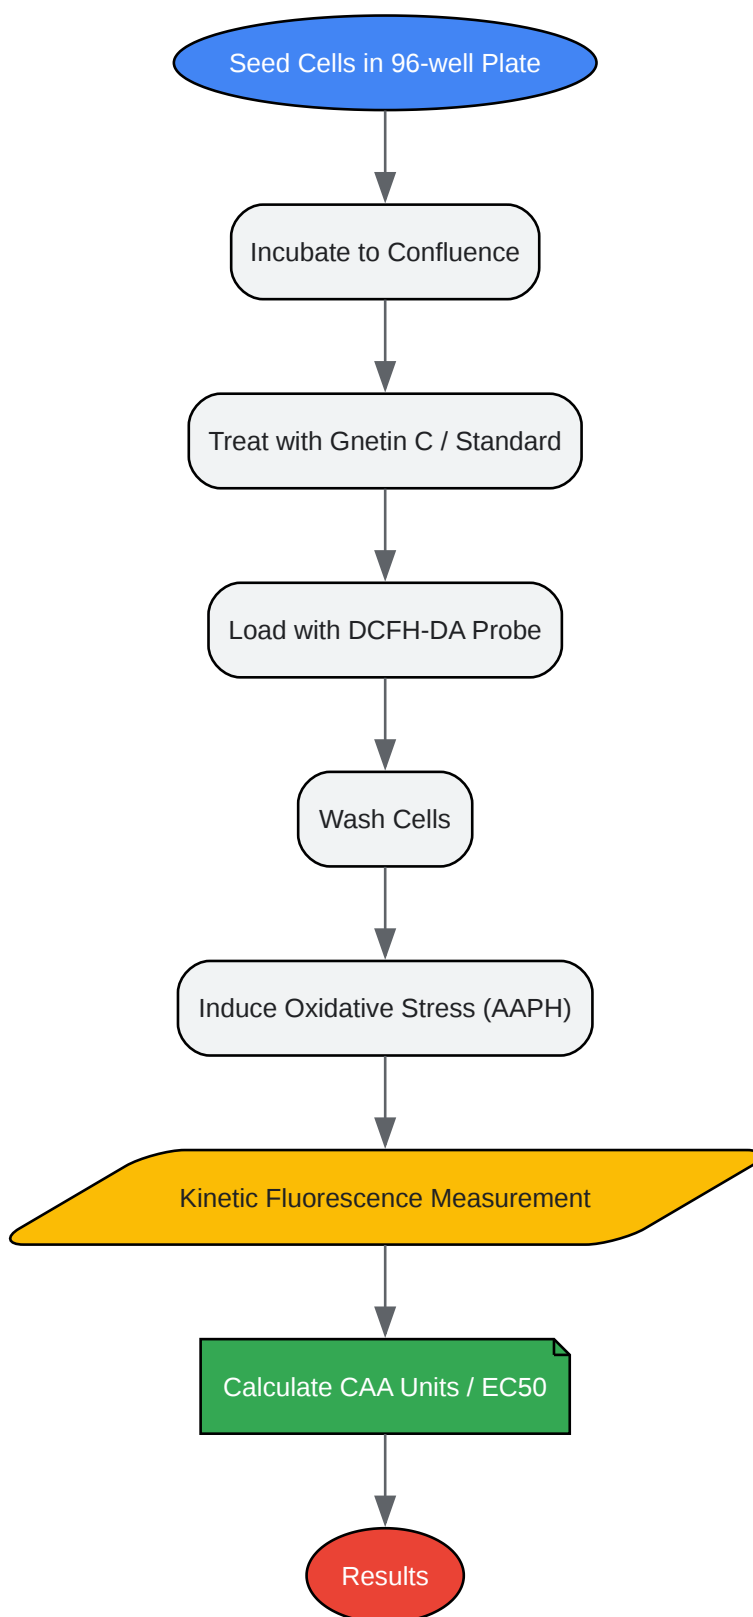 Seed Cells in 96-well Plate
Incubate to Confluence
Treat with Gnetin C / Standard
Load with DCFH-DA Probe
Wash Cells
Induce Oxidative Stress (AAPH)
Kinetic Fluorescence Measurement
Calculate CAA Units / EC50
Results